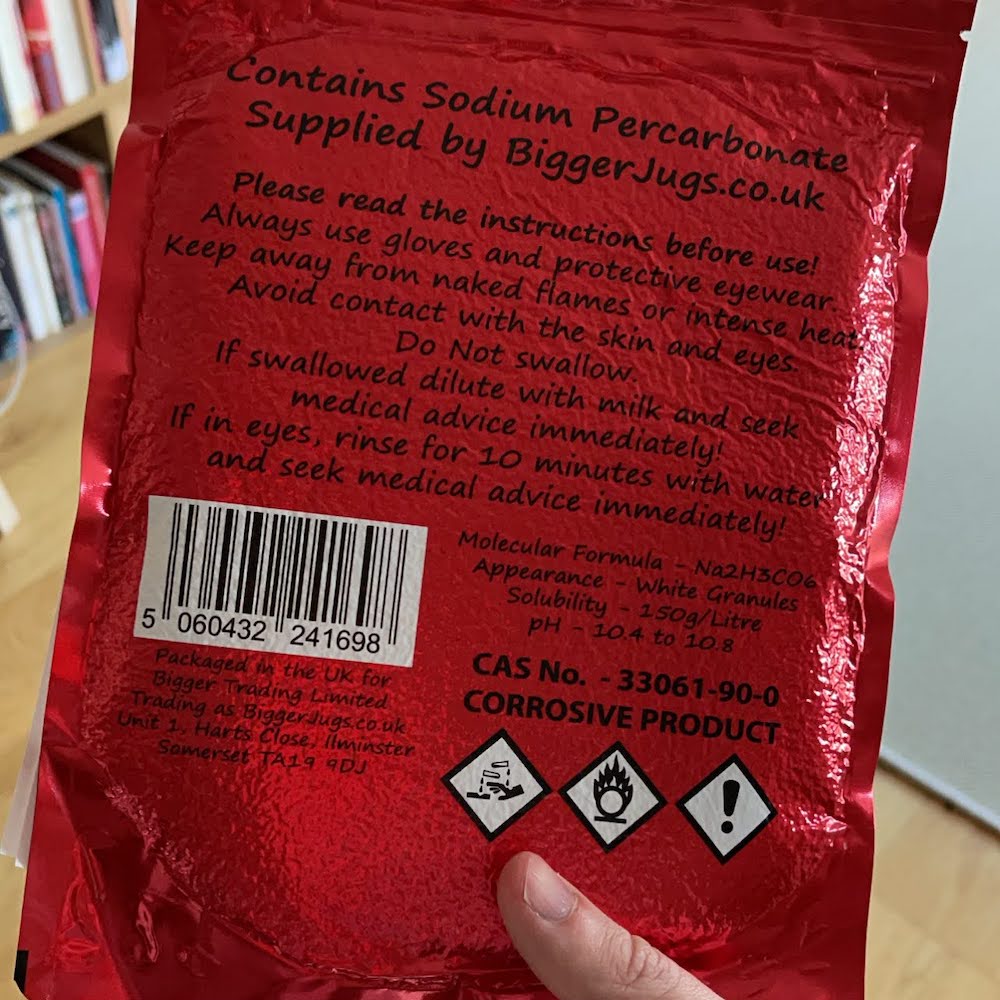 Contains Sodium Percarbonate
Supplied by BiggerJugs.co.uk
Please read the instructions before use!
Always use gloves and protective eyewear.
Keep away from naked flames or intense heat.
Avoid contact with the skin and eyes.
Do Not swallow.
If swallowed dilute with milk and seek
medical advice immediately!
If in eyes, rinse for 10 minutes with water
and seek medical advice immediately!
5 060432 241698
Packaged in the UK for
Bigger Trading Limited
Trading as BiggerJugs.co.uk
Unit 1, Harts Close, Ilminster
Somerset TA19 9DJ
Molecular Formula - Na2H3CO6
Appearance - White Granules
Solubility - 150g/Litre
pH - 10.4 to 10.8
CAS No. - 33061-90-0
CORROSIVE PRODUCT